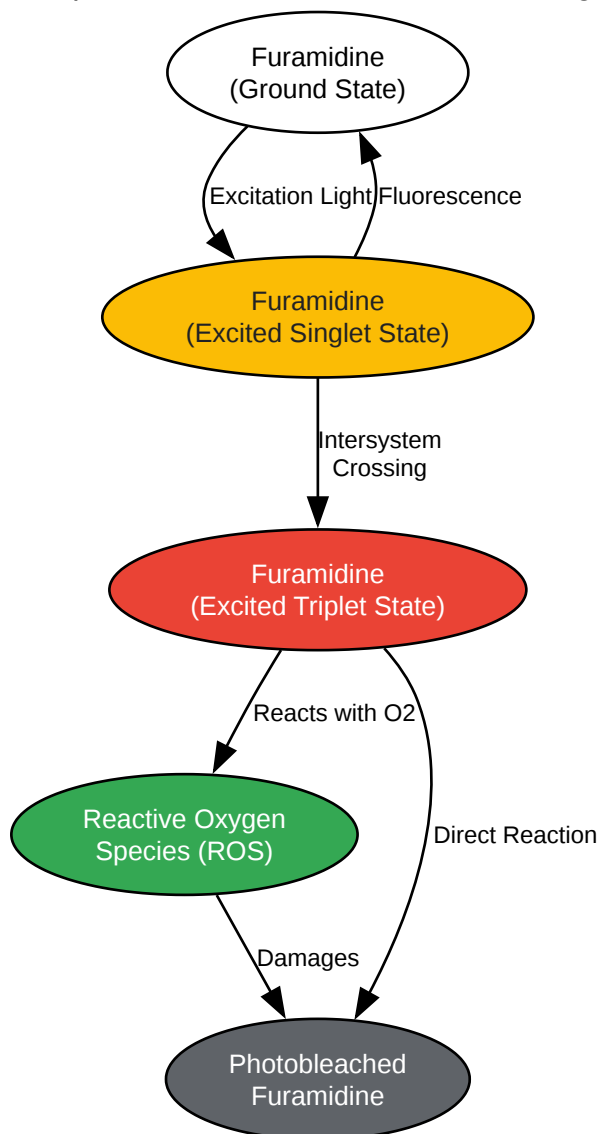 Furamidine
(Ground State)
Excitation Light
Fluorescence
Furamidine
(Excited Singlet State)
Intersystem
Crossing
Furamidine
(Excited Triplet State)
Reacts with O2
Reactive Oxygen
Species (ROS)
Direct Reaction
Damages
Photobleached
Furamidine